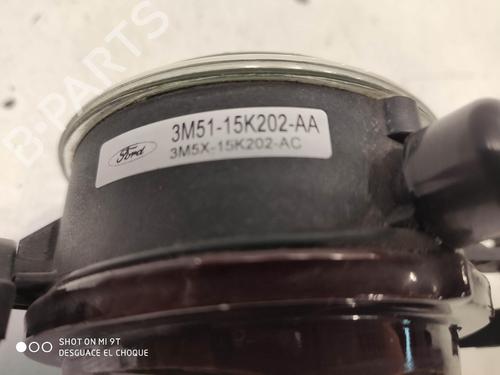 B-PARTS
Ford
3M51-15K202-AA
3M5X-15K202-AC
SHOT ON MI 9T
DESGUACE EL CHOQUE